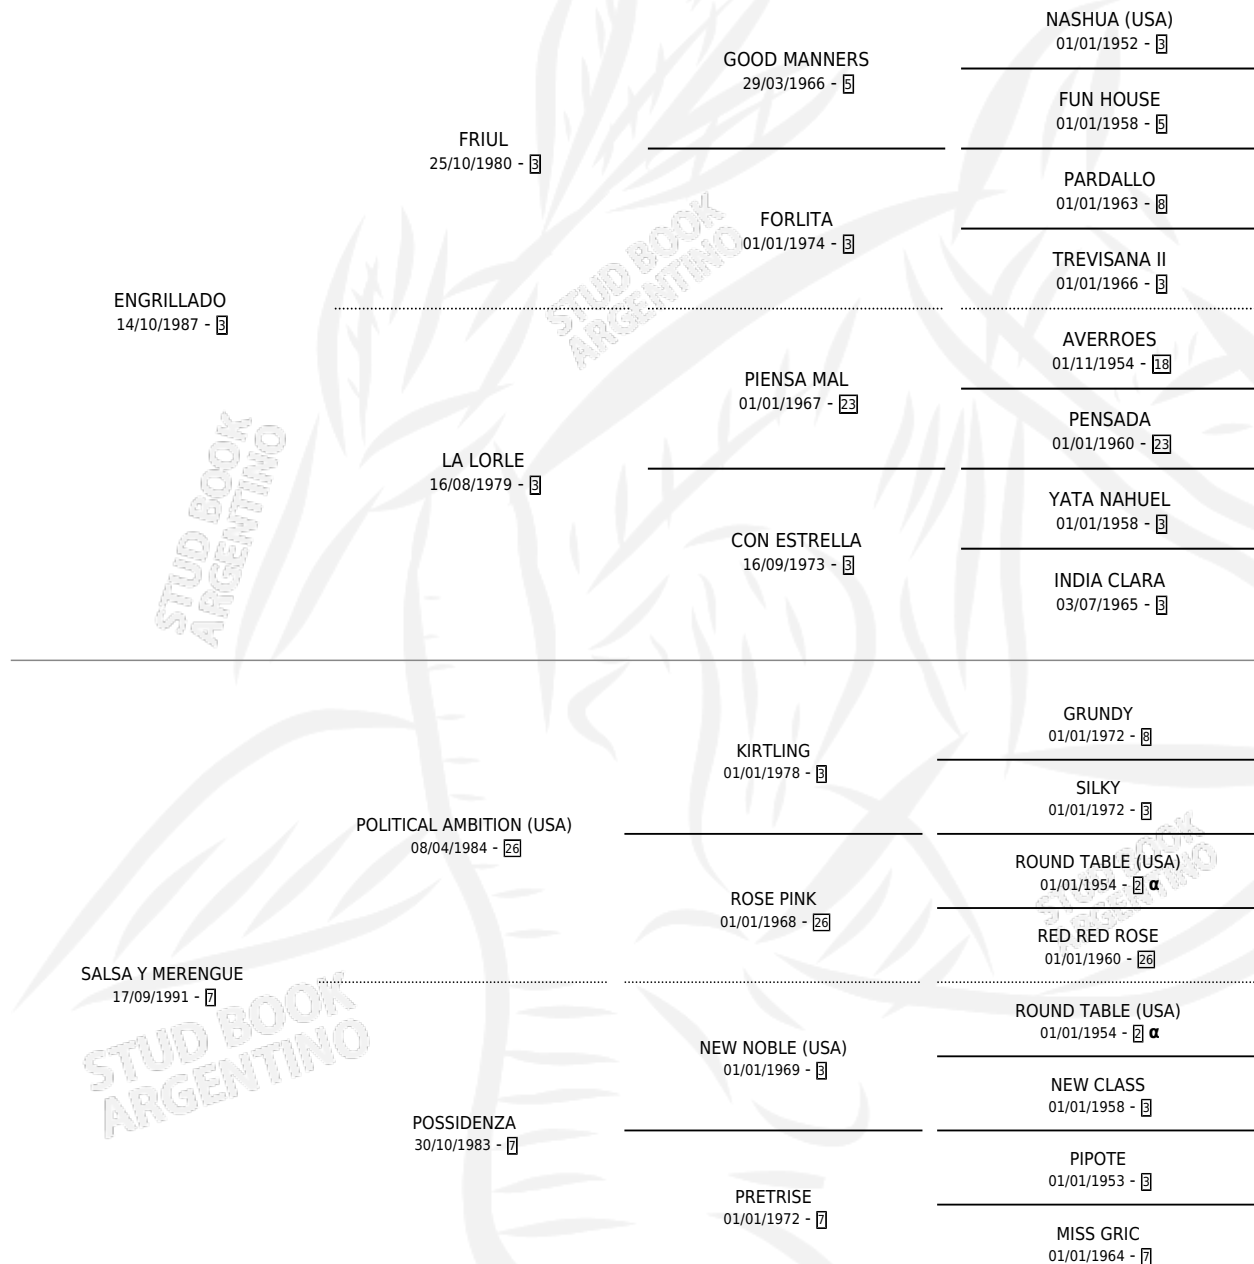 NASHUA (USA)
01/01/1952 - 3
GOOD MANNERS
29/03/1966 - 5
FUN HOUSE
01/01/1958 - 5
FRIUL
25/10/1980 - 3
PARDALLO
01/01/1963 - 8
FORLITA
01/01/1974 - 3
TREVISANA II
01/01/1966 - 3
STUD BOOK
ARGENTINO
ENGRILLADO
14/10/1987 - 3
AVERROES
01/11/1954 - 18
PIENSA MAL
01/01/1967 - 23
PENSADA
01/01/1960 - 23
LA LORLE
16/08/1979 - 3
YATA NAHUEL
01/01/1958 - 3
CON ESTRELLA
16/09/1973 - 3
INDIA CLARA
03/07/1965 - 3
STUD BOOK
ARGENTINO
GRUNDY
01/01/1972 - 8
KIRTLING
01/01/1978 - 3
SILKY
01/01/1972 - 3
POLITICAL AMBITION (USA)
08/04/1984 - 26
ROUND TABLE (USA)
01/01/1954 - 2 α
ROSE PINK
01/01/1968 - 26
RED RED ROSE
01/01/1960 - 26
STUD BOOK
ARGENTINO
SALSA Y MERENGUE
17/09/1991 - 7
ROUND TABLE (USA)
01/01/1954 - 2 α
NEW NOBLE (USA)
01/01/1969 - 3
NEW CLASS
01/01/1958 - 3
STUD BOOK
ARGENTINO
POSSIDENZA
30/10/1983 - 7
PIPOTE
01/01/1953 - 3
PRETRISE
01/01/1972 - 7
MISS GRIC
01/01/1964 - 7